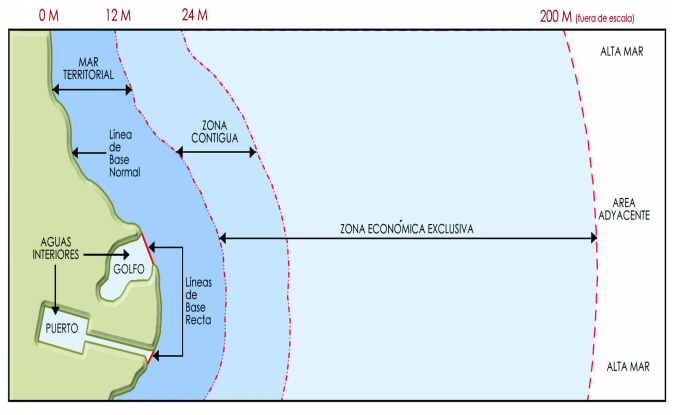 0 M 12 M 24 M 200 M (fuera de escala)
ALTA MAR
MAR
TERRITORIAL
ZONA
CONTIGUA
Línea
de
Base
Normal
AREA
ADYACENTE
ZONA ECONÓMICA EXCLUSIVA
AGUAS
INTERIORES
GOLFO
Líneas
de
Base
Recta
PUERTO
ALTA MAR